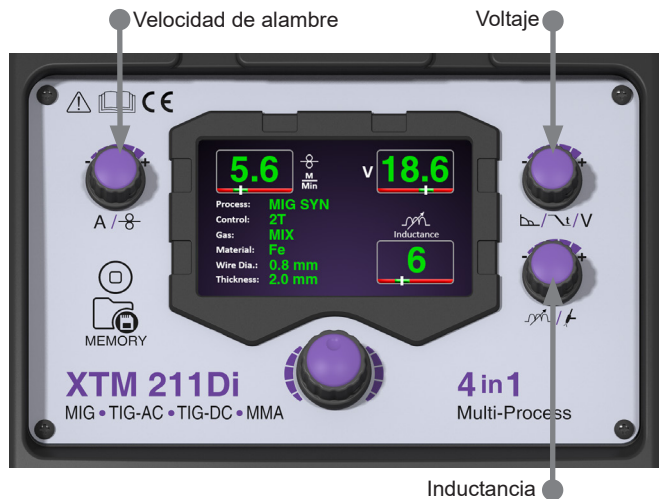 Velocidad de alambre
Voltaje
CE
- +
- +
5.6
M
Min
V 18.6
Process: MIG SYN
Control: 2T
Gas: MIX
Material: Fe
Wire Dia.: 0.8 mm
Thickness: 2.0 mm
Inductance
6
A /
/ t / V
- +
/
MEMORY
XTM 211Di
MIG • TIG-AC • TIG-DC • MMA
4 in 1
Multi-Process
Inductancia